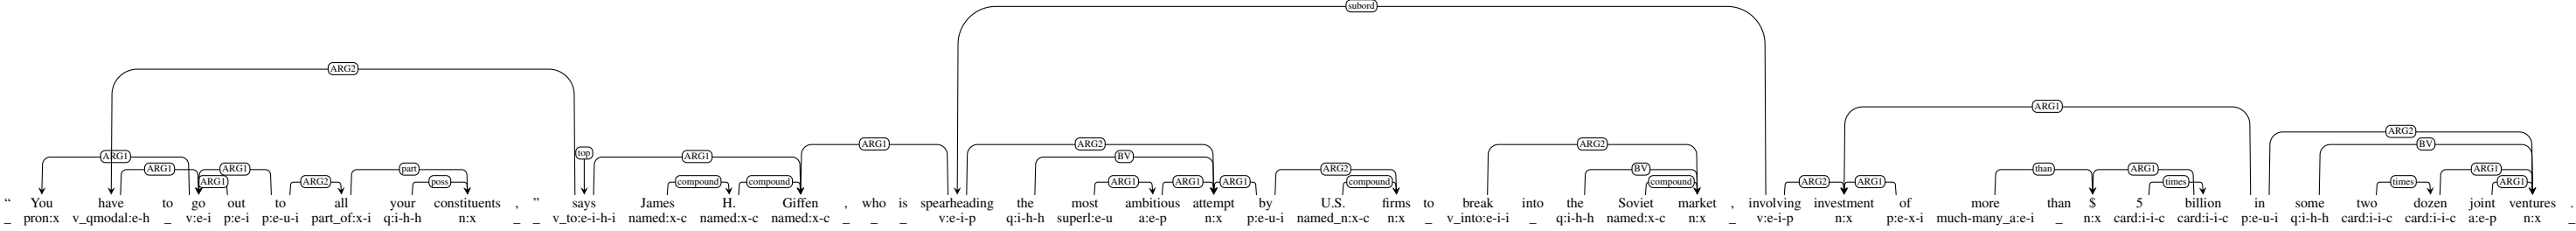 subord
ARG2
ARG1
ARG2
ARG1 ARG2 ARG2 BV
top
ARG1 ARG1 BV
ARG1 ARG1 part ARG2 BV than ARG1 ARG1
ARG1 ARG2 poss compound compound ARG1 ARG1 ARG1 compound compound ARG2 ARG1 times times ARG1
“ You have to go out to all your constituents , ” says James H. Giffen , who is spearheading the most ambitious attempt by U.S. firms to break into the Soviet market , involving investment of more than $ 5 billion in some two dozen joint ventures .
_ pron:x v_qmodal:e-h _ v:e-i p:e-i p:e-u-i part_of:x-i q:i-h-h n:x _ _ v_to:e-i-h-i named:x-c named:x-c named:x-c _ _ _ v:e-i-p q:i-h-h superl:e-u a:e-p n:x p:e-u-i named_n:x-c n:x _ v_into:e-i-i _ q:i-h-h named:x-c n:x _ v:e-i-p n:x p:e-x-i much-many_a:e-i _ n:x card:i-i-c card:i-i-c p:e-u-i q:i-h-h card:i-i-c card:i-i-c a:e-p n:x _